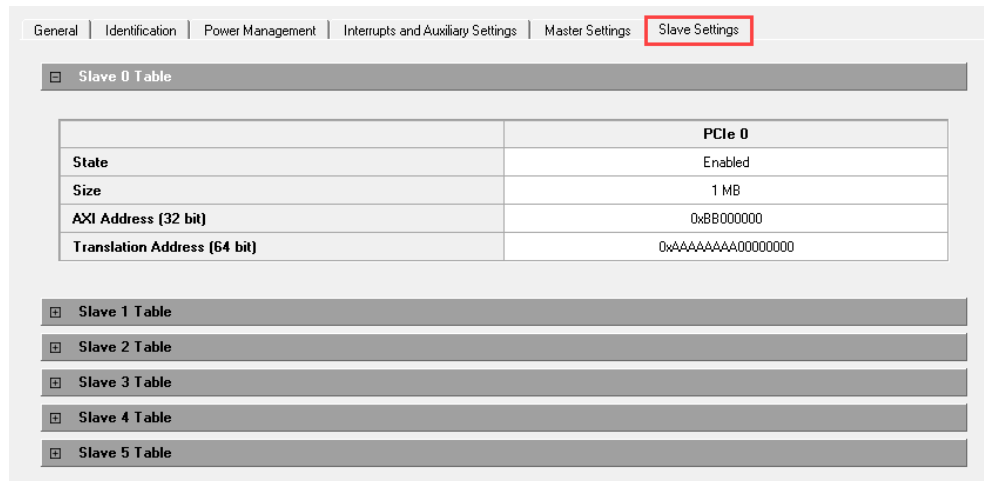 General | Identification | Power Management | Interrupts and Auxiliary Settings | Master Settings Slave Settings
Slave 0 Table
PCIe 0
State Enabled
Size 1 MB
AXI Address (32 bit) 0xBB000000
Translation Address (64 bit) 0xAAAAAAAA00000000
Slave 1 Table
Slave 2 Table
Slave 3 Table
Slave 4 Table
Slave 5 Table